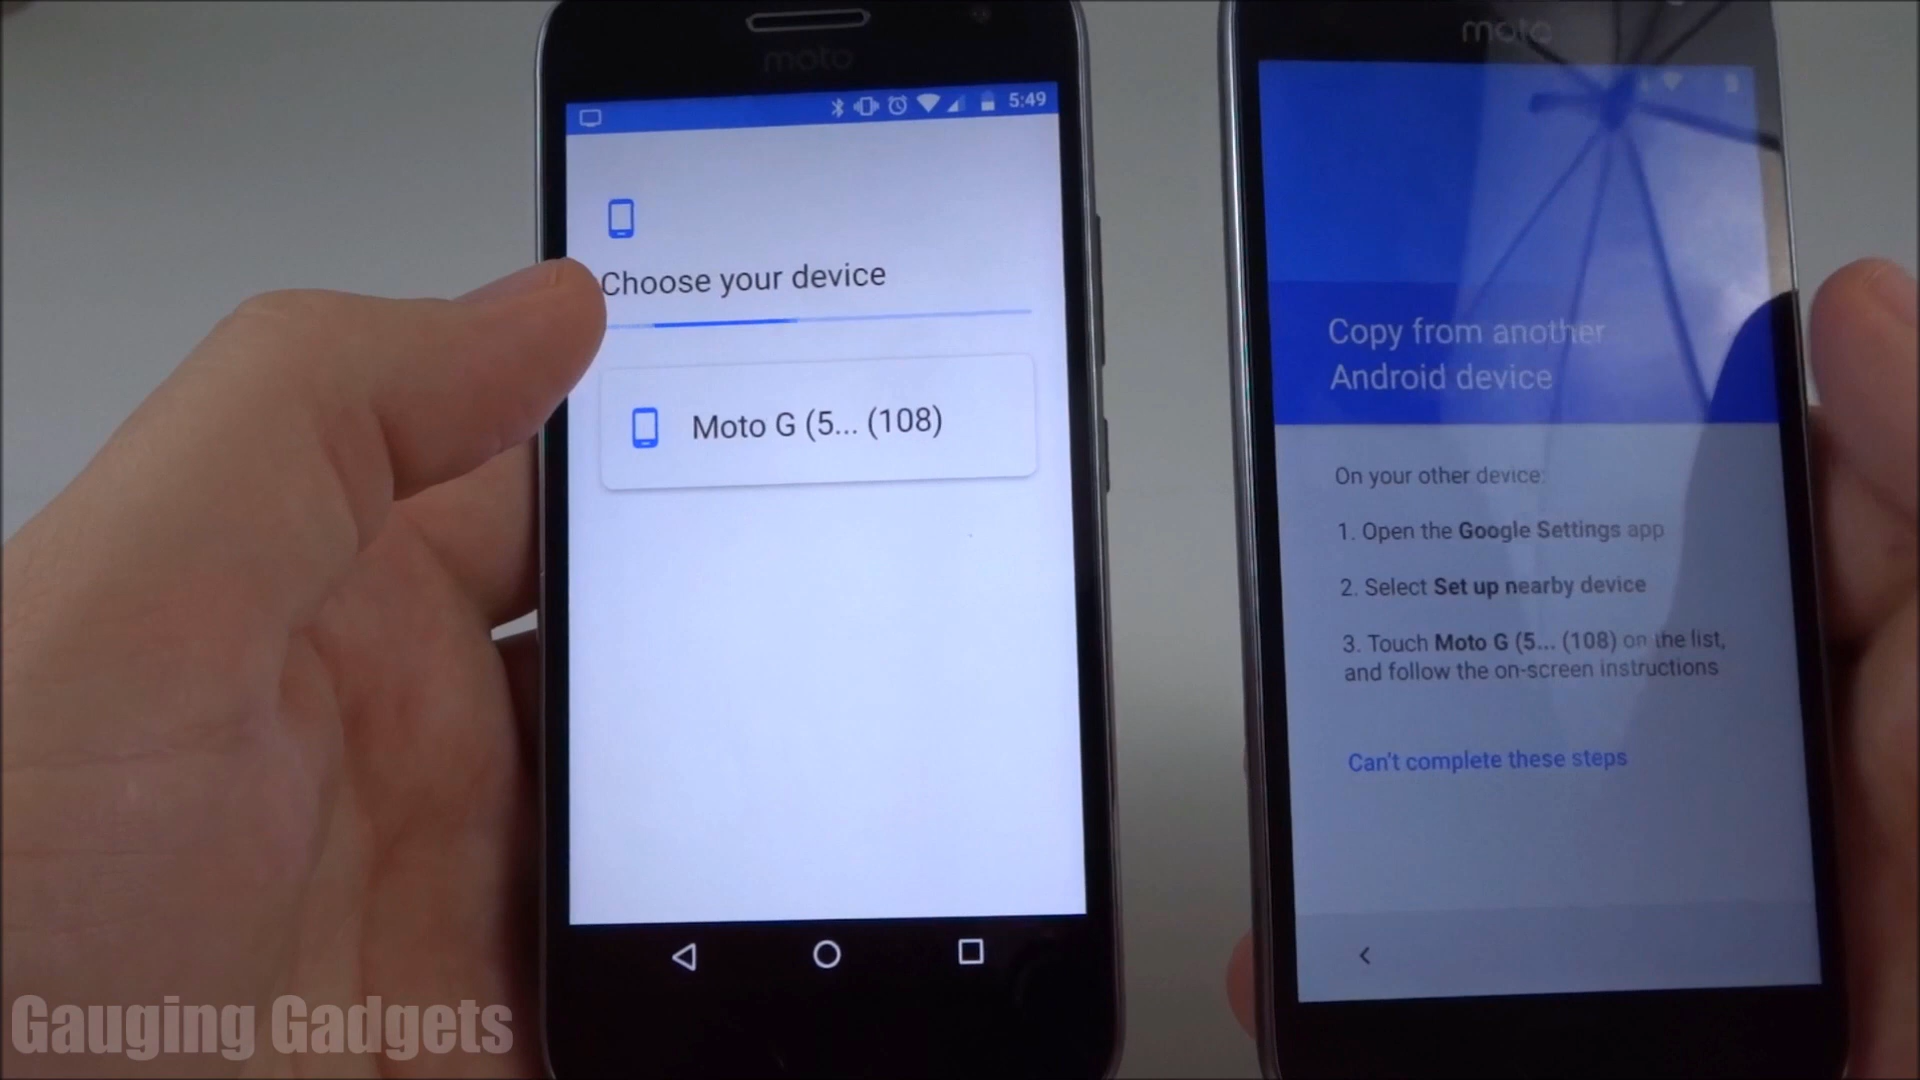 moto
5:49
Choose your device
Moto G (5... (108)
moto
Copy from another
Android device
On your other device:
1. Open the Google Settings app
2. Select Set up nearby device
3. Touch Moto G (5... (108) on the list,
and follow the on-screen instructions
Can't complete these steps
Gauging Gadgets